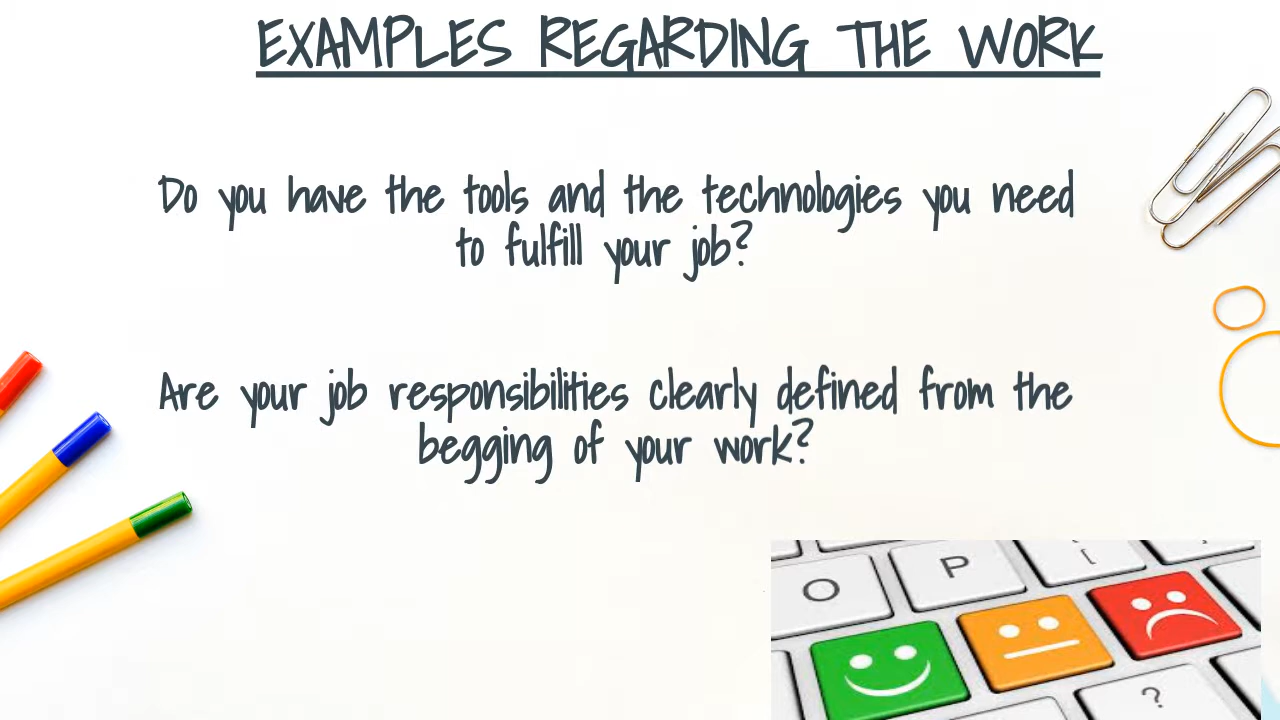 EXAMPLES REGARDING THE WORK
Do you have the tools and the technologies you need
to fulfill your job?
Are your job responsibilities clearly defined from the
begging of your work?
O
P
[
?